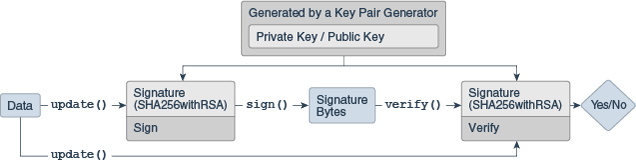 Generated by a Key Pair Generator
Private Key / Public Key
Data
update()
Signature
(SHA256withRSA)
Sign
sign()
Signature
Bytes
verify()
Signature
(SHA256withRSA)
Verify
Yes/No
update()